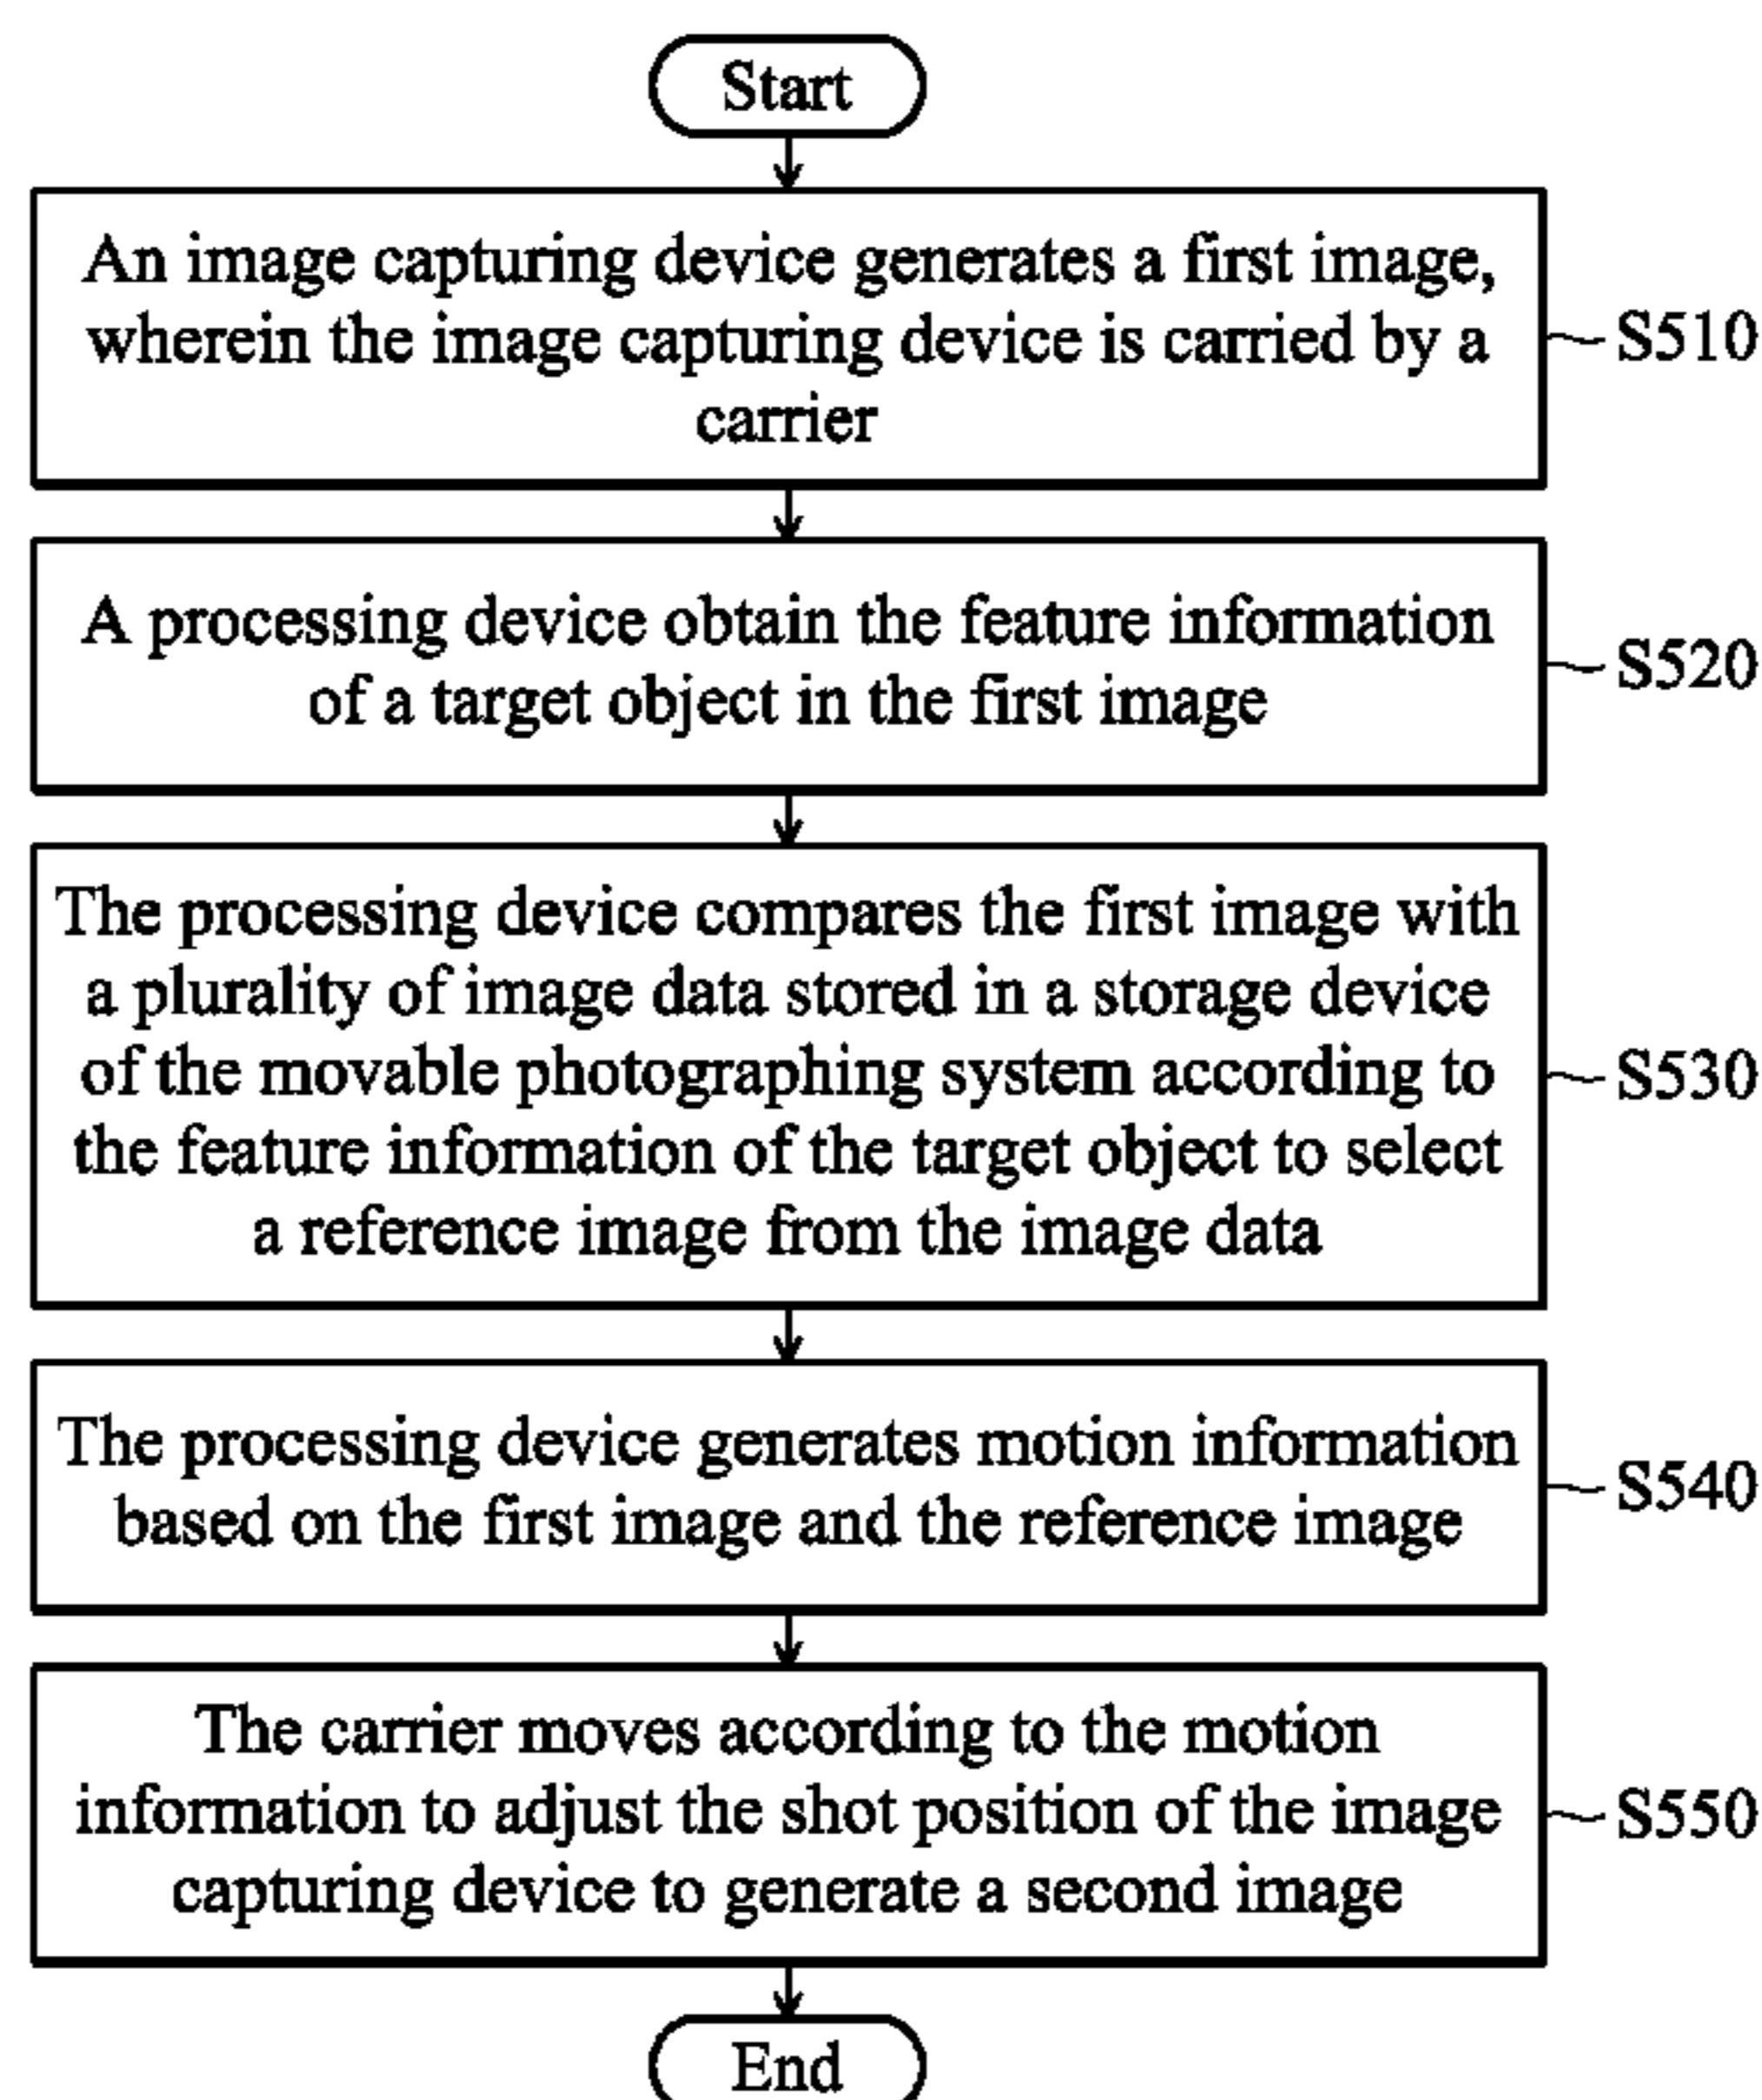 Start
An image capturing device generates a first image,
wherein the image capturing device is carried by a
carrier
S510
A processing device obtain the feature information
of a target object in the first image
S520
The processing device compares the first image with
a plurality of image data stored in a storage device
of the movable photographing system according to
the feature information of the target object to select
a reference image from the image data
S530
The processing device generates motion information
based on the first image and the reference image
S540
The carrier moves according to the motion
information to adjust the shot position of the image
capturing device to generate a second image
S550
End